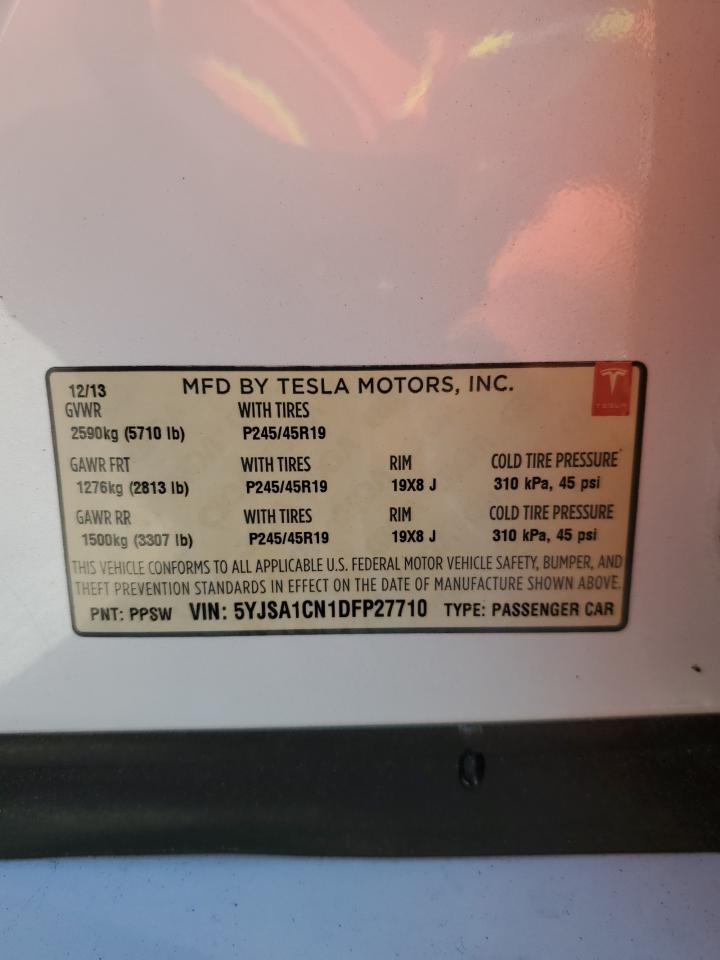 12/13 MFD BY TESLA MOTORS, INC.
TESLA
GVWR WITH TIRES
2590kg (5710 lb) P245/45R19
GAWR FRT WITH TIRES RIM COLD TIRE PRESSURE
1276kg (2813 lb) P245/45R19 19X8 J 310 kPa, 45 psi
GAWR RR WITH TIRES RIM COLD TIRE PRESSURE
1500kg (3307 lb) P245/45R19 19X8 J 310 kPa, 45 psi
THIS VEHICLE CONFORMS TO ALL APPLICABLE U.S. FEDERAL MOTOR VEHICLE SAFETY, BUMPER, AND
THEFT PREVENTION STANDARDS IN EFFECT ON THE DATE OF MANUFACTURE SHOWN ABOVE.
PNT: PPSW VIN: 5YJSA1CN1DFP27710 TYPE: PASSENGER CAR